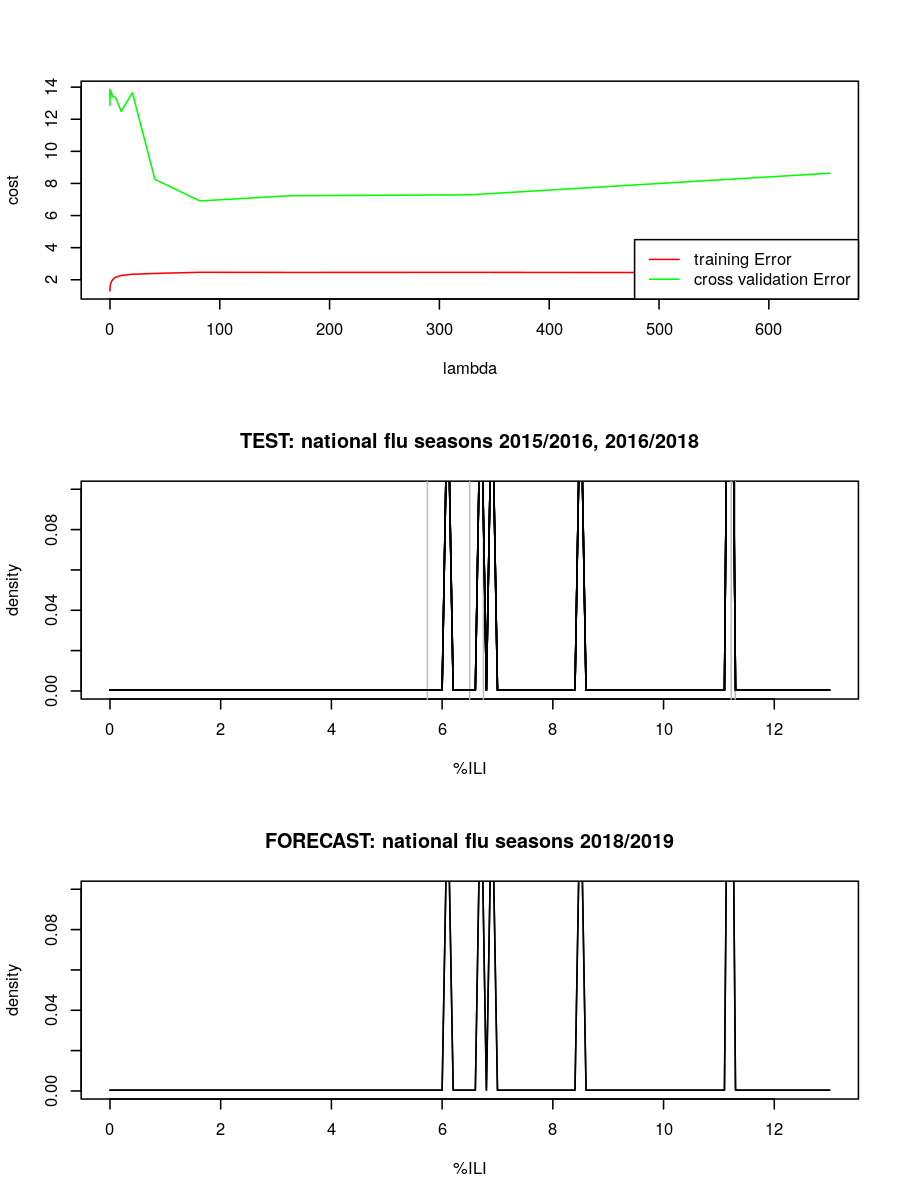 14
12
10
8
6
4
2
cost
training Error
cross validation Error
0 100 200 300 400 500 600
lambda
TEST: national flu seasons 2015/2016, 2016/2018
0.08
0.04
0.00
density
0 2 4 6 8 10 12
%ILI
FORECAST: national flu seasons 2018/2019
0.08
0.04
0.00
density
0 2 4 6 8 10 12
%ILI